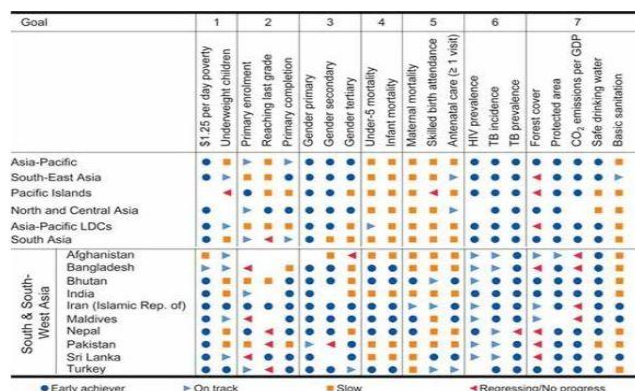 Goal 1 2 3 4 5 6 7
$1.25 per day poverty
Underweight children
Primary enrolment
Reaching last grade
Primary completion
Gender primary
Gender secondary
Gender tertiary
Under-5 mortality
Infant mortality
Maternal mortality
Skilled birth attendance
Antenatal care (≥ 1 visit)
HIV prevalence
TB incidence
TB prevalence
Forest cover
Protected area
CO2 emissions per GDP
Safe drinking water
Basic sanitation
Asia-Pacific
South-East Asia
Pacific Islands
North and Central Asia
Asia-Pacific LDCs
South Asia
South & South-
West Asia
Afghanistan
Bangladesh
Bhutan
India
Iran (Islamic Rep. of)
Maldives
Nepal
Pakistan
Sri Lanka
Turkey
Early achiever On track Slow Regressing/No progress